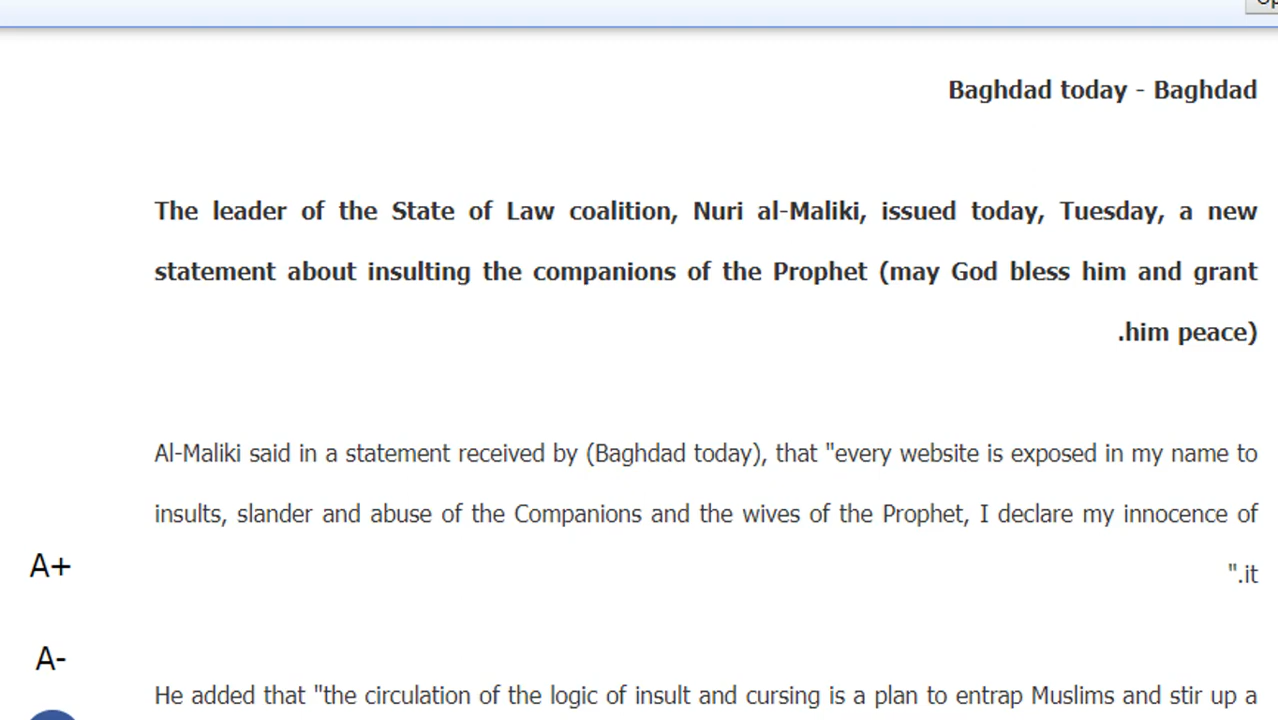 Baghdad today - Baghdad
The leader of the State of Law coalition, Nuri al-Maliki, issued today, Tuesday, a new
statement about insulting the companions of the Prophet (may God bless him and grant
.him peace)
Al-Maliki said in a statement received by (Baghdad today), that "every website is exposed in my name to
insults, slander and abuse of the Companions and the wives of the Prophet, I declare my innocence of
".it
A+
A-
He added that "the circulation of the logic of insult and cursing is a plan to entrap Muslims and stir up a